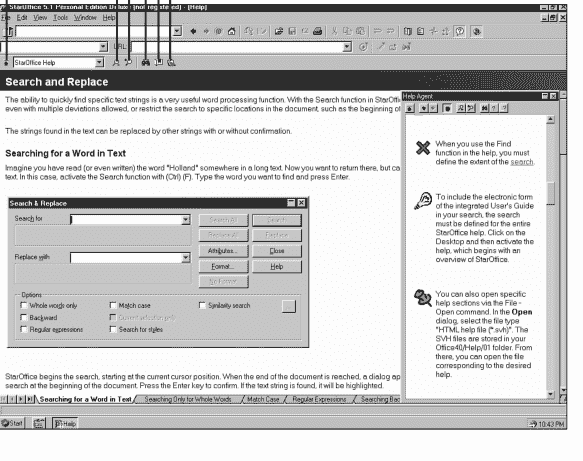 StarOffice 5.1 Personal Edition Deluxe [not registered] - [Help]
File Edit View Tools Window Help
URL:
StarOffice Help
Search and Replace
The ability to quickly find specific text strings is a very useful word processing function. With the Search function in StarOffi
even with multiple deviations allowed, or restrict the search to specific locations in the document, such as the beginning of
The strings found in the text can be replaced by other strings with or without confirmation.
Searching for a Word in Text
Imagine you have read (or even written) the word "Holland" somewhere in a long text. Now you want to return there, but ca
text. In this case, activate the Search function with (Ctrl) (F). Type the word you want to find and press Enter.
Search & Replace
Search for
Search All
Search
Replace All
Replace
Attributes...
Close
Replace with
Format...
Help
No Format
Options
Whole words only
Match case
Similarity search
...
Backward
Current selection only
Regular expressions
Search for styles
StarOffice begins the search, starting at the current cursor position. When the end of the document is reached, a dialog ap
search at the beginning of the document. Press the Enter key to confirm. If the text string is found, it will be highlighted.
Searching for a Word in Text
Searching Only for Whole Words
Match Case
Regular Expressions
Searching Bac
Help Agent
When you use the Find
function in the help, you must
define the extent of the search.
To include the electronic form
of the integrated User's Guide
in your search, the search
must be defined for the entire
StarOffice help. Click on the
Desktop and then activate the
help, which begins with an
overview of StarOffice.
You can also open specific
help sections via the File -
Open command. In the Open
dialog, select the file type
"HTML help file (*.svh)". The
SVH files are stored in your
Office40/Help/01 folder. From
there, you can open the file
corresponding to the desired
help.
Start
Help
10:43 PM